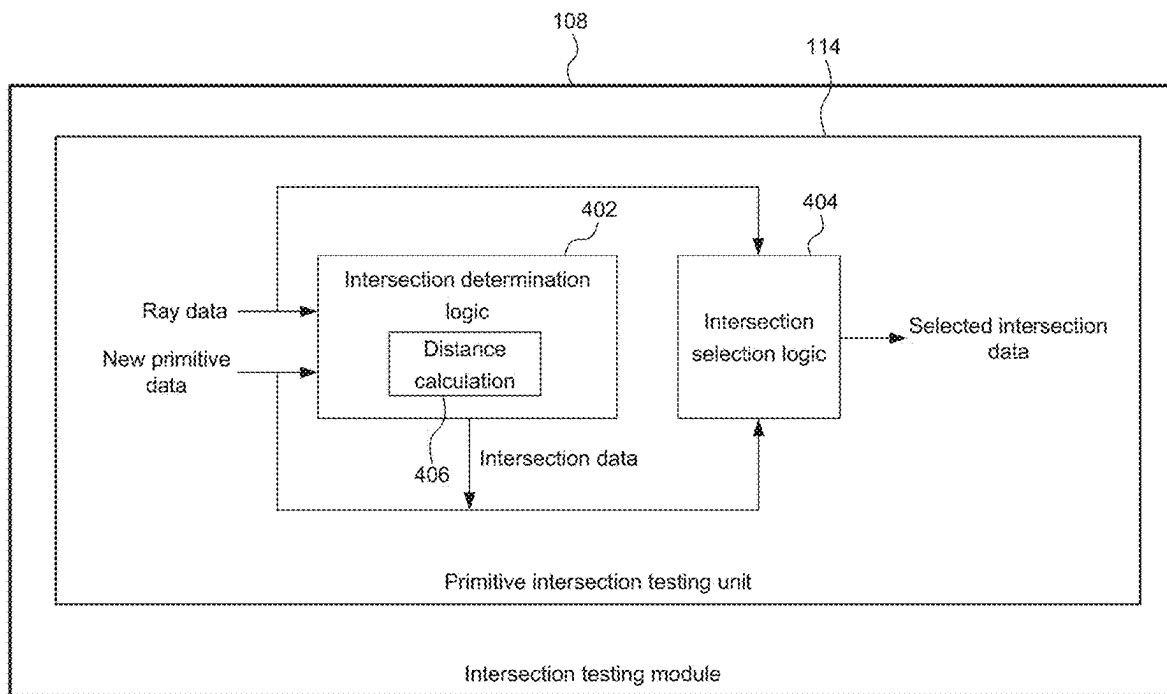 108
114
402
404
Intersection determination
logic
Ray data
Intersection
selection logic
Selected intersection
data
New primitive
data
Distance
calculation
406
Intersection data
Primitive intersection testing unit
Intersection testing module